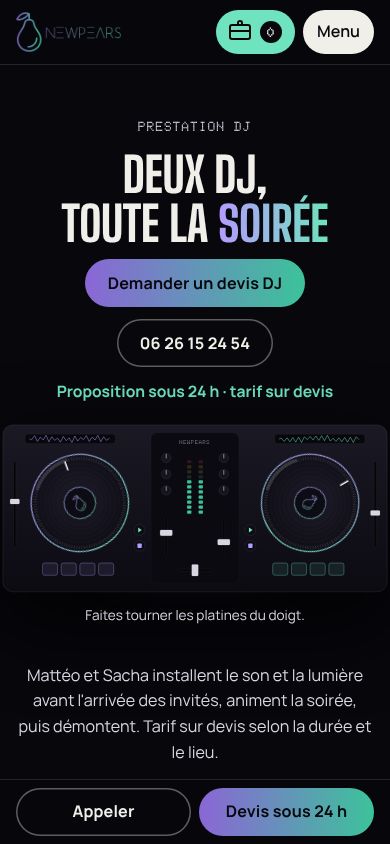 NEWPEARS
0
Menu
PRESTATION DJ
DEUX DJ,
TOUTE LA SOIRÉE
Demander un devis DJ
06 26 15 24 54
Proposition sous 24 h · tarif sur devis
NEWPEARS
Faites tourner les platines du doigt.
Mattéo et Sacha installent le son et la lumière
avant l'arrivée des invités, animent la soirée,
puis démontent. Tarif sur devis selon la durée et
le lieu.
Appeler
Devis sous 24 h